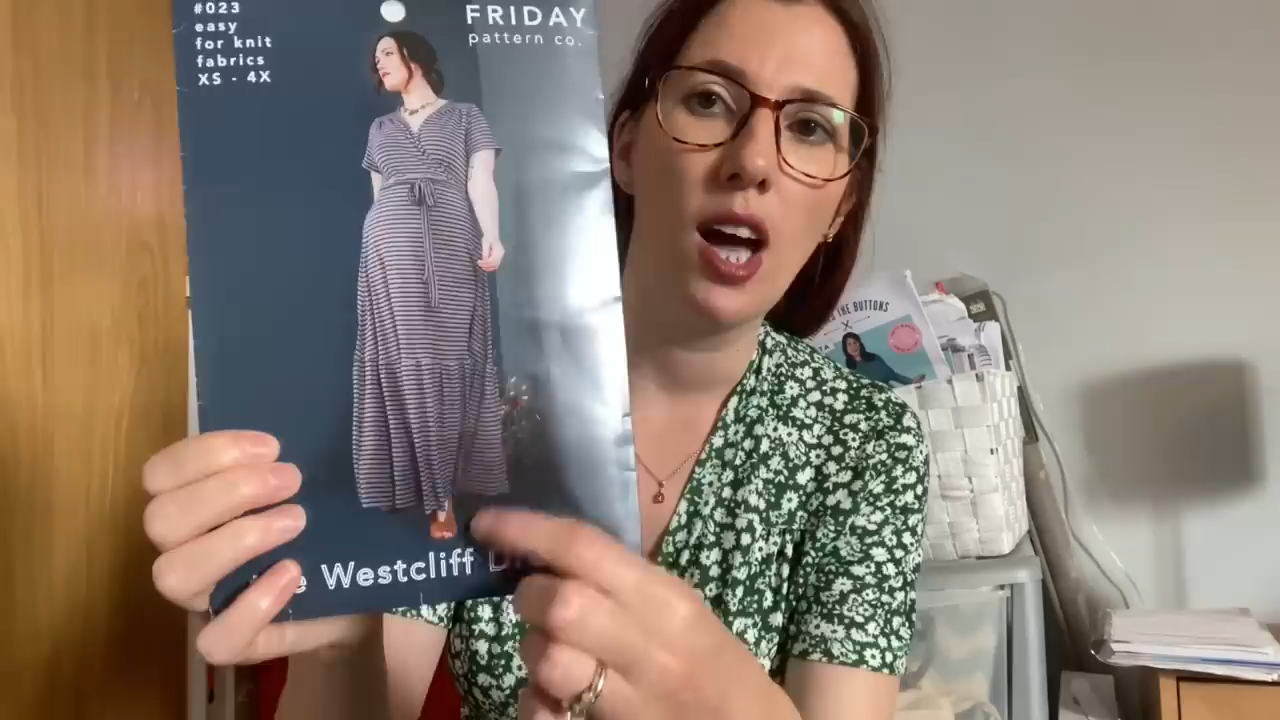 #023
easy
for knit
fabrics
XS - 4X
FRIDAY
pattern co.
Westcliff
THE BUTTONS